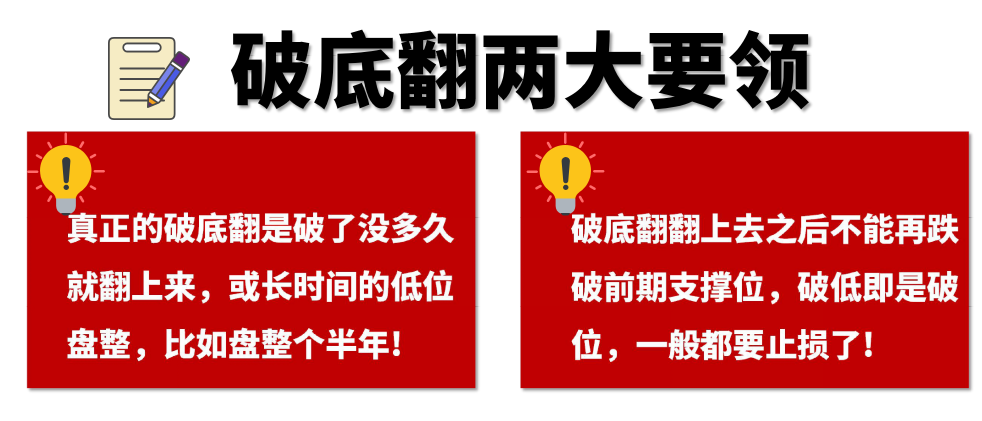 破底翻两大要领
真正的破底翻是破了没多久
就翻上来，或长时间的低位
盘整，比如盘整个半年!
破底翻翻上去之后不能再跌
破前期支撑位，破低即是破
位，一般都要止损了!